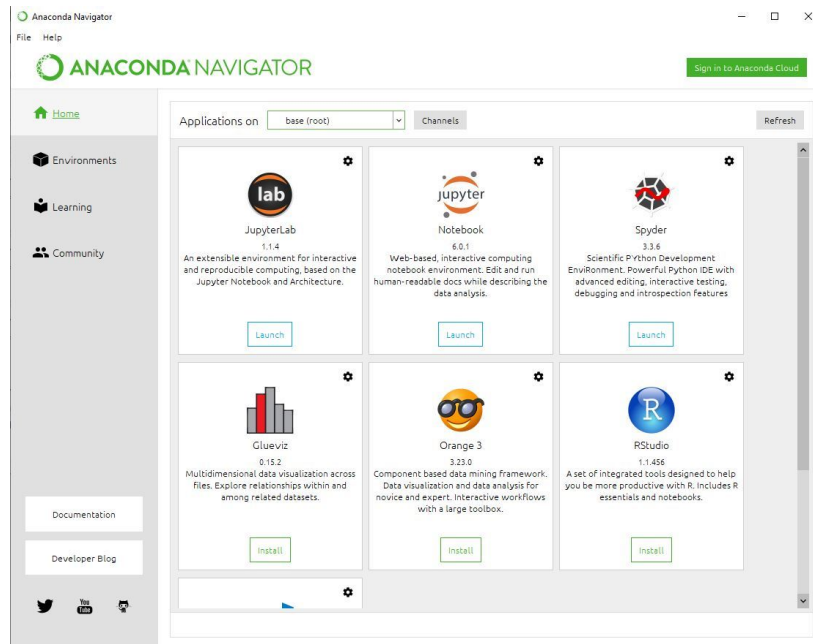 Anaconda Navigator
File Help
ANACONDA NAVIGATOR
Sign in to Anaconda Cloud
Home
Environments
Learning
Community
Documentation
Developer Blog
You
Tube
Applications on base (root) Channels Refresh
lab
JupyterLab
1.1.4
An extensible environment for interactive
and reproducible computing, based on the
Jupyter Notebook and Architecture.
Launch
jupyter
Notebook
6.0.1
Web-based, interactive computing
notebook environment. Edit and run
human-readable docs while describing the
data analysis.
Launch
Spyder
3.3.6
Scientific PYthon Development
EnviRonment. Powerful Python IDE with
advanced editing, interactive testing,
debugging and introspection features
Launch
Glueviz
0.15.2
Multidimensional data visualization across
files. Explore relationships within and
among related datasets.
Install
Orange 3
3.23.0
Component based data mining framework.
Data visualization and data analysis for
novice and expert. Interactive workflows
with a large toolbox.
Install
R
RStudio
1.1.456
A set of integrated tools designed to help
you be more productive with R. Includes R
essentials and notebooks.
Install